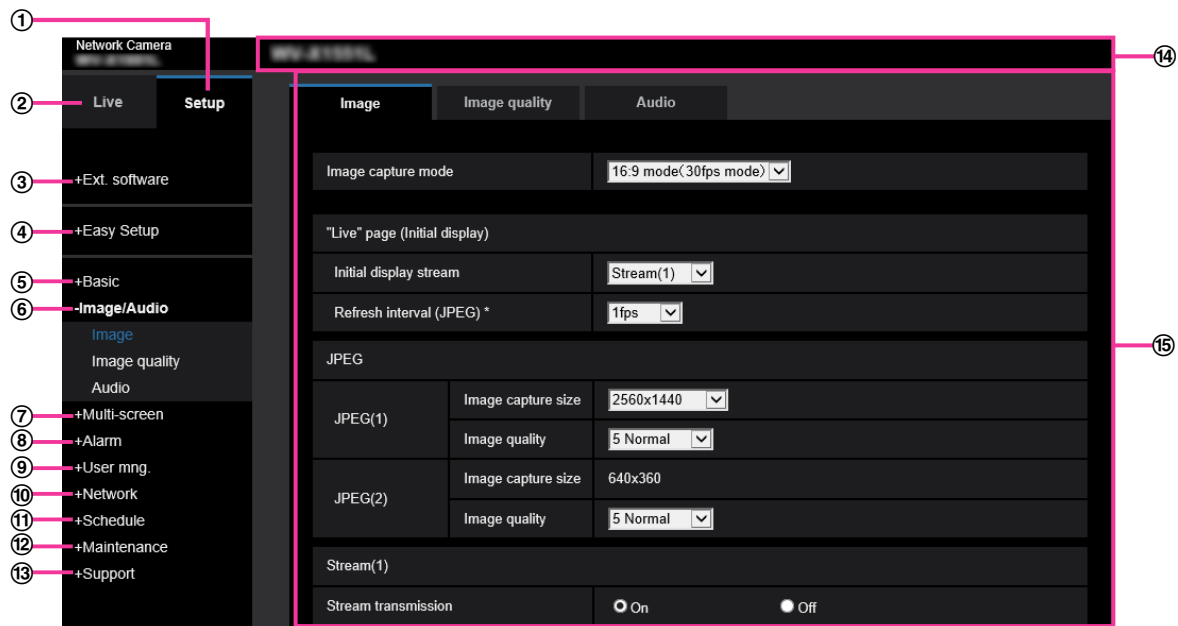 ①
Network Camera
⑭
② Live Setup
Image Image quality Audio
③ +Ext. software
④ +Easy Setup
⑤ +Basic
⑥ -Image/Audio
Image
Image quality
Audio
⑦ +Multi-screen
⑧ +Alarm
⑨ +User mng.
⑩ +Network
⑪ +Schedule
⑫ +Maintenance
⑬ +Support
Image capture mode 16:9 mode(30fps mode)
"Live" page (Initial display)
Initial display stream Stream(1)
Refresh interval (JPEG) * 1fps
⑮
JPEG
JPEG(1)
Image capture size 2560x1440
Image quality 5 Normal
JPEG(2)
Image capture size 640x360
Image quality 5 Normal
Stream(1)
Stream transmission On Off